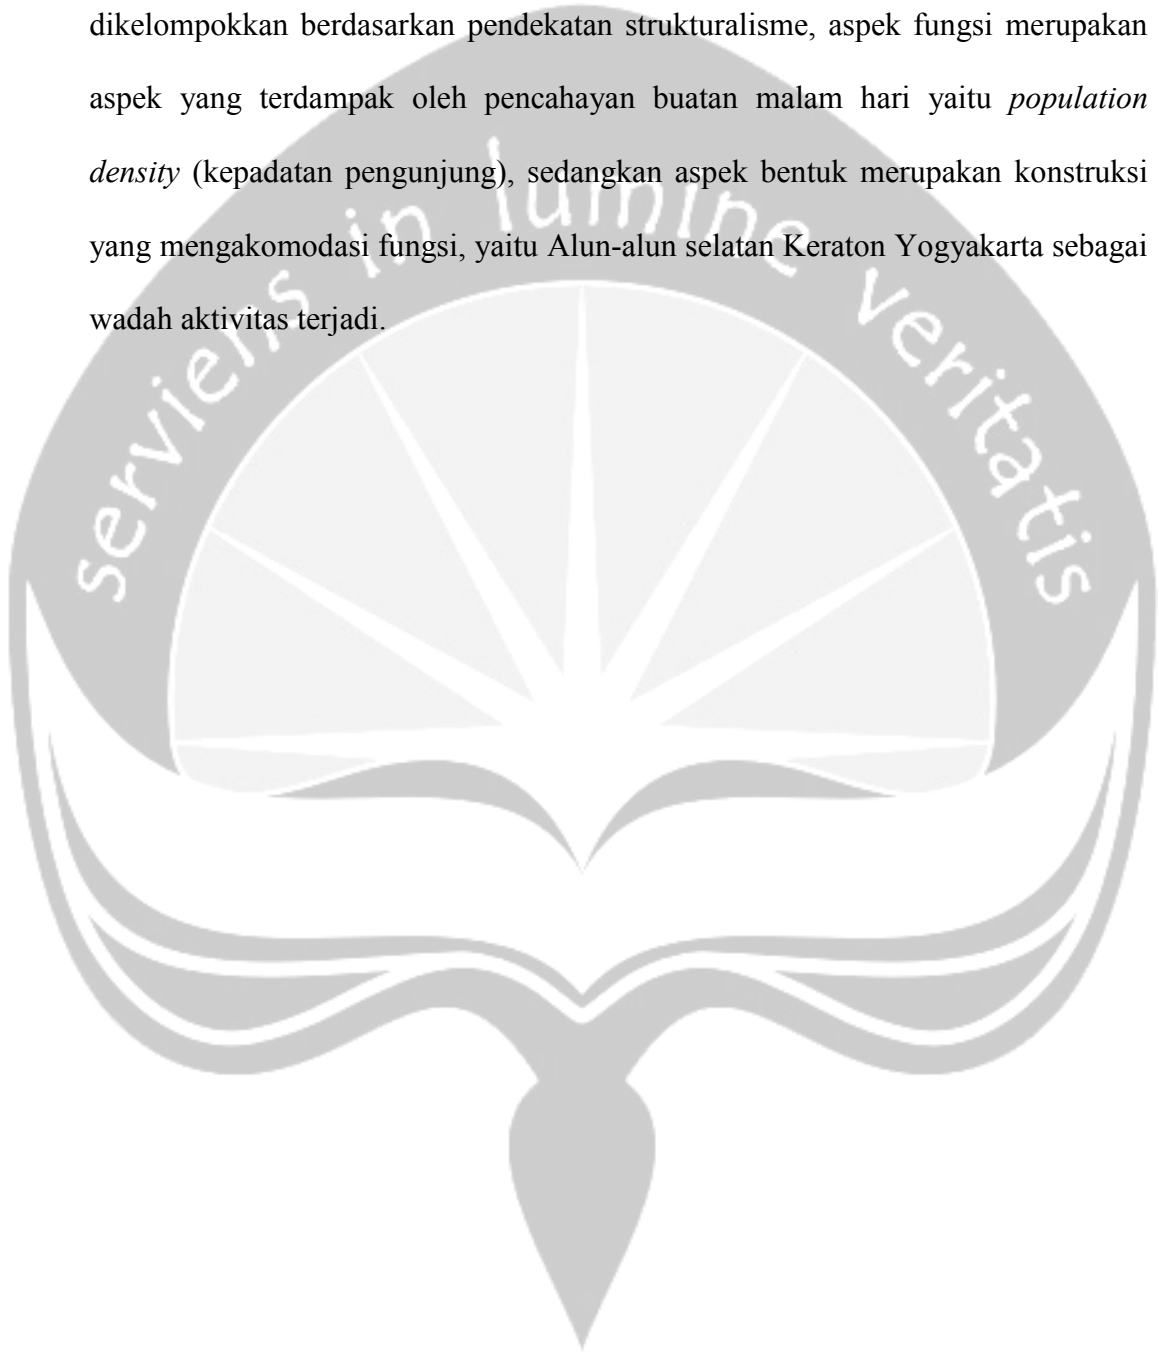 dikelompokkan berdasarkan pendekatan strukturalisme, aspek fungsi merupakan
aspek yang terdampak oleh pencahayan buatan malam hari yaitu population
density (kepadatan pengunjung), sedangkan aspek bentuk merupakan konstruksi
yang mengakomodasi fungsi, yaitu Alun-alun selatan Keraton Yogyakarta sebagai
wadah aktivitas terjadi.
serviens in lumine veritatis